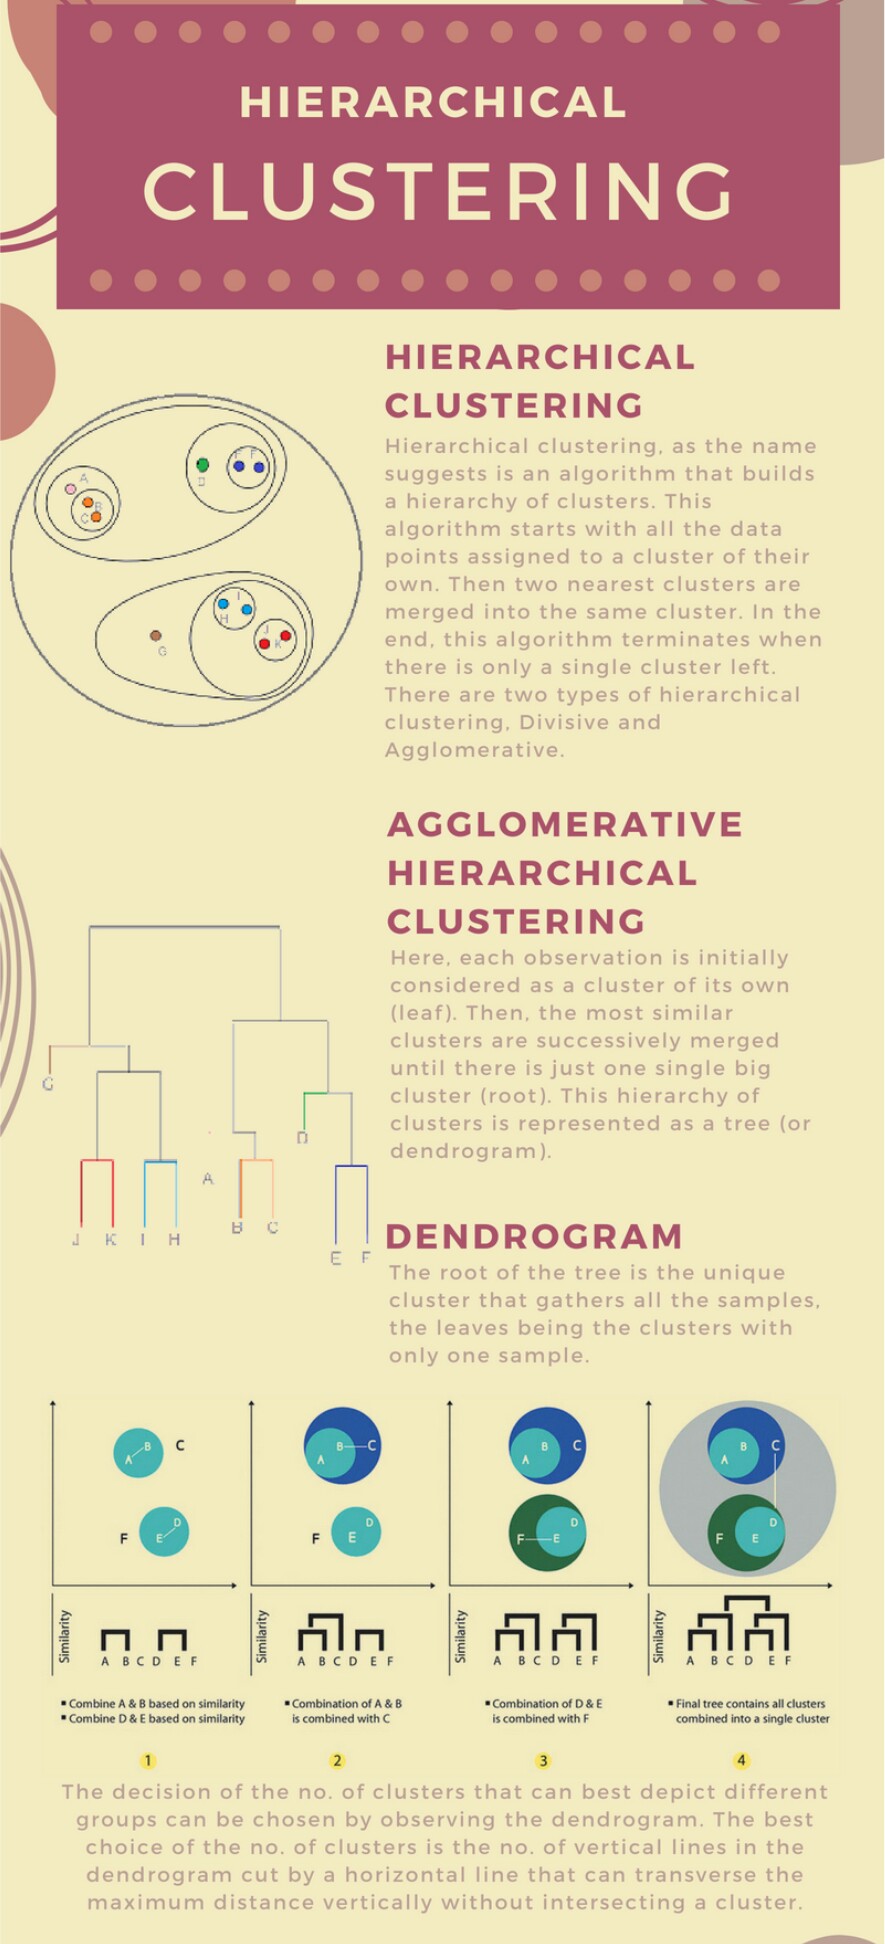 HIERARCHICAL
CLUSTERING
HIERARCHICAL
CLUSTERING
Hierarchical clustering, as the name
suggests is an algorithm that builds
a hierarchy of clusters. This
algorithm starts with all the data
points assigned to a cluster of their
own. Then two nearest clusters are
merged into the same cluster. In the
end, this algorithm terminates when
there is only a single cluster left.
There are two types of hierarchical
clustering, Divisive and
Agglomerative.
A
B
C
D
F
I
H
J
K
G
AGGLOMERATIVE
HIERARCHICAL
CLUSTERING
Here, each observation is initially
considered as a cluster of its own
(leaf). Then, the most similar
clusters are successively merged
until there is just one single big
cluster (root). This hierarchy of
clusters is represented as a tree (or
dendrogram).
G
D
A
B C
J K I H
E F
DENDROGRAM
The root of the tree is the unique
cluster that gathers all the samples,
the leaves being the clusters with
only one sample.
A B C
F E D
A B C
F E D
A B C
F E D
A B C
F E D
Similarity
A B C D E F
Similarity
A B C D E F
Similarity
A B C D E F
Similarity
A B C D E F
▪ Combine A & B based on similarity
▪ Combine D & E based on similarity
▪ Combination of A & B
is combined with C
▪ Combination of D & E
is combined with F
▪ Final tree contains all clusters
combined into a single cluster
1 2 3 4
The decision of the no. of clusters that can best depict different
groups can be chosen by observing the dendrogram. The best
choice of the no. of clusters is the no. of vertical lines in the
dendrogram cut by a horizontal line that can transverse the
maximum distance vertically without intersecting a cluster.